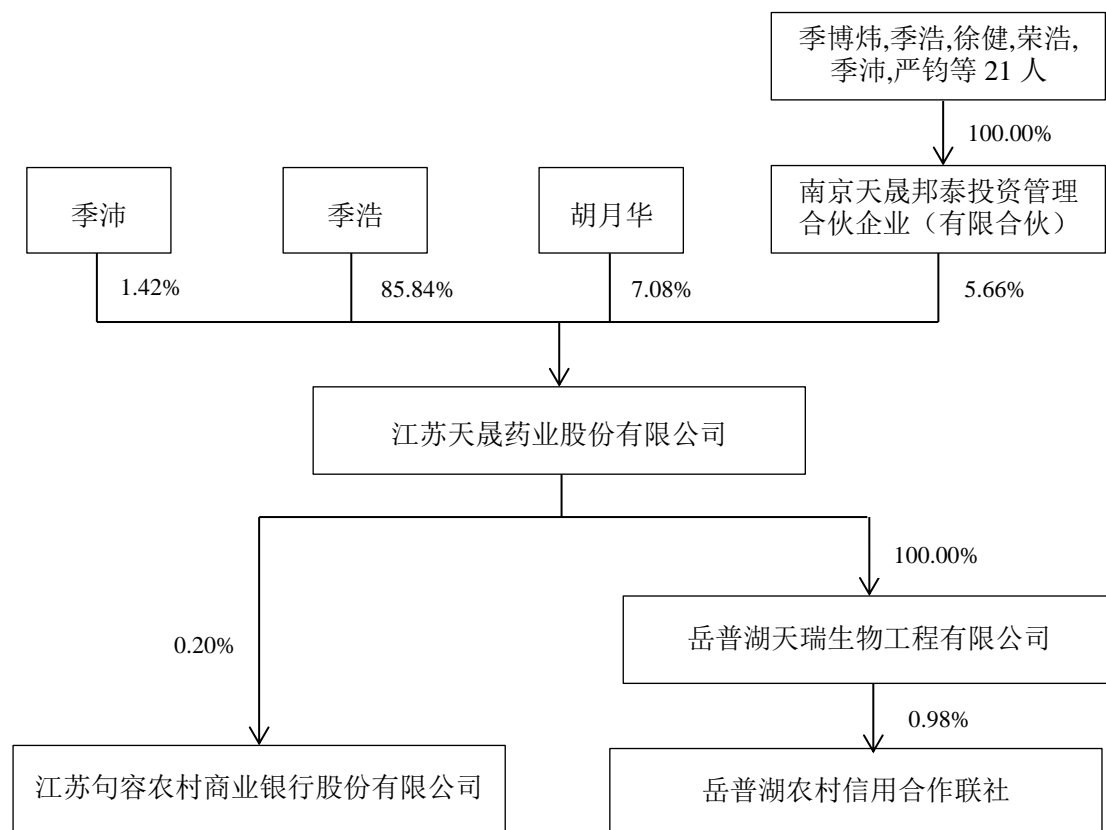 季博炜,季浩,徐健,荣浩,
季沛,严钧等 21 人
100.00%
季沛
季浩
胡月华
南京天晟邦泰投资管理
合伙企业（有限合伙）
1.42%
85.84%
7.08%
5.66%
江苏天晟药业股份有限公司
100.00%
0.20%
岳普湖天瑞生物工程有限公司
0.98%
江苏句容农村商业银行股份有限公司
岳普湖农村信用合作联社